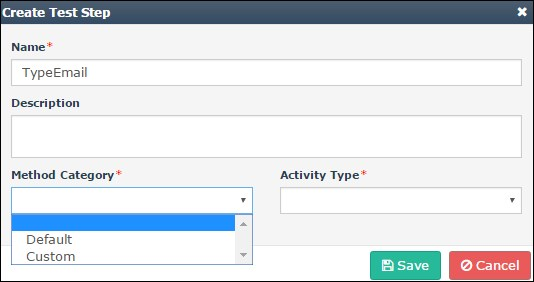 Create Test Step
Name*
TypeEmail
Description
Method Category* Activity Type*
Default
Custom
Save Cancel